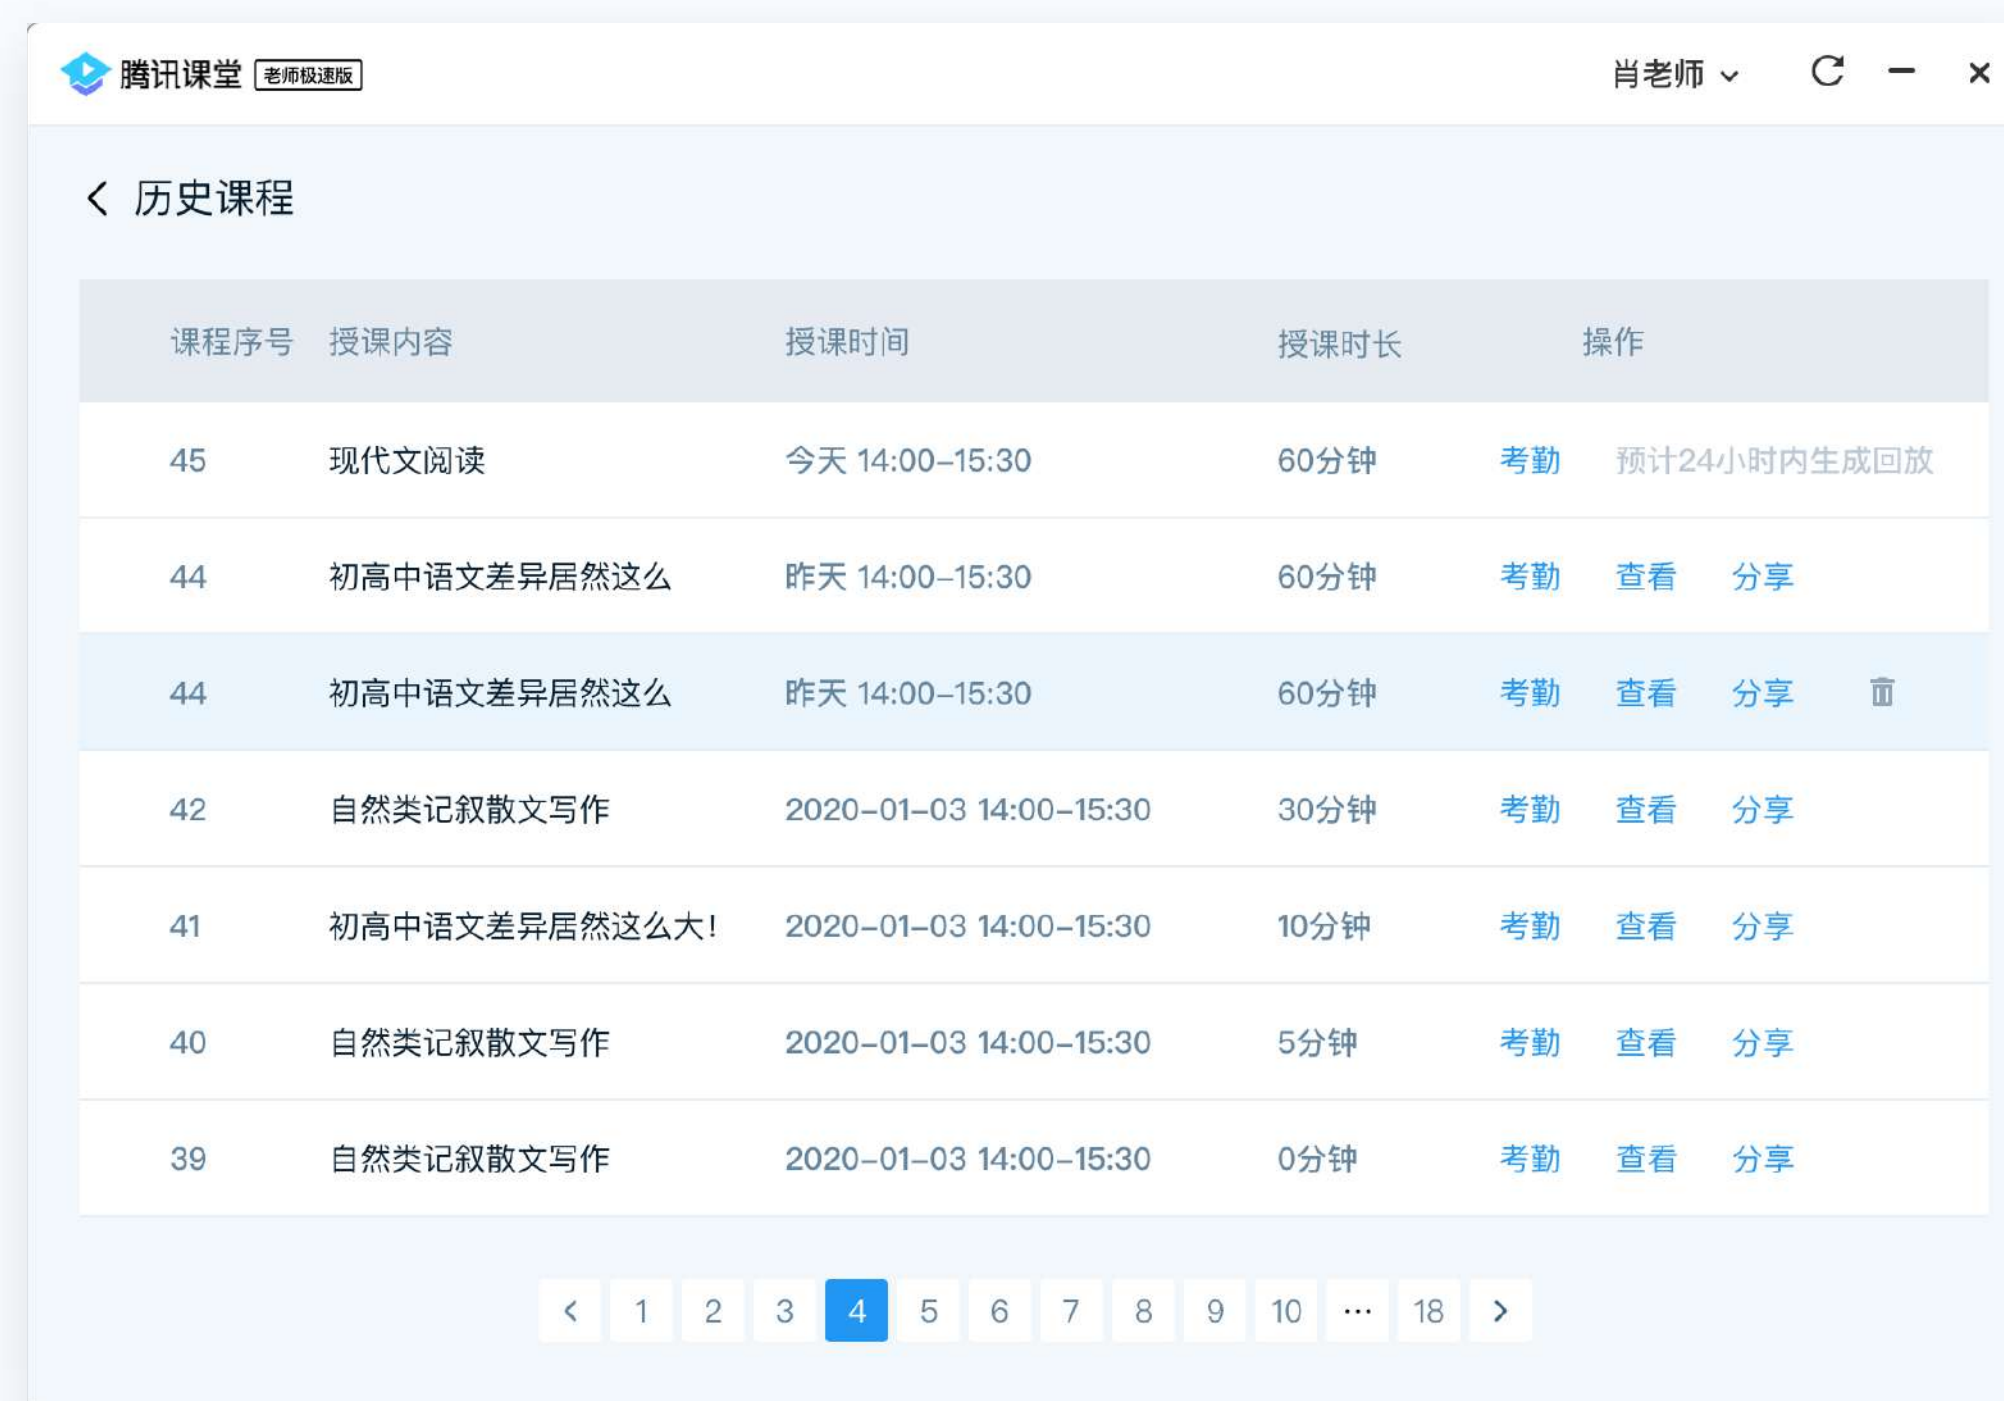 腾讯课堂 老师极速版 肖老师
历史课程
课程序号 授课内容 授课时间 授课时长 操作
45 现代文阅读 今天 14:00–15:30 60分钟 考勤 预计24小时内生成回放
44 初高中语文差异居然这么 昨天 14:00–15:30 60分钟 考勤 查看 分享
44 初高中语文差异居然这么 昨天 14:00–15:30 60分钟 考勤 查看 分享
42 自然类记叙散文写作 2020–01–03 14:00–15:30 30分钟 考勤 查看 分享
41 初高中语文差异居然这么大! 2020–01–03 14:00–15:30 10分钟 考勤 查看 分享
40 自然类记叙散文写作 2020–01–03 14:00–15:30 5分钟 考勤 查看 分享
39 自然类记叙散文写作 2020–01–03 14:00–15:30 0分钟 考勤 查看 分享
1 2 3 4 5 6 7 8 9 10 ··· 18